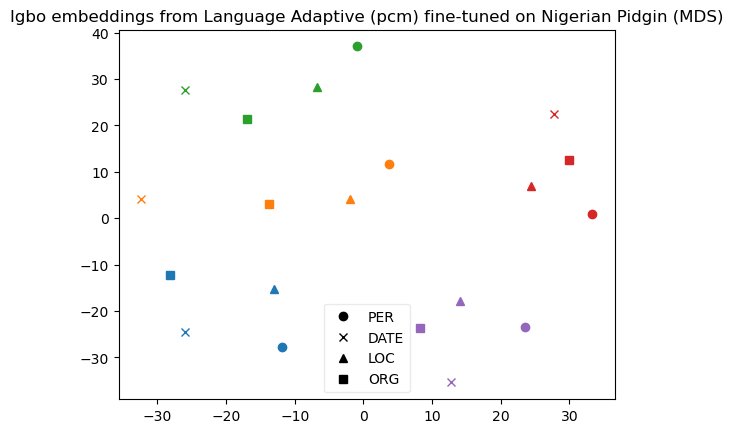 Igbo embeddings from Language Adaptive (pcm) fine-tuned on Nigerian Pidgin (MDS)
40
30
20
10
0
−10
−20
−30
PER
DATE
LOC
ORG
−30 −20 −10 0 10 20 30